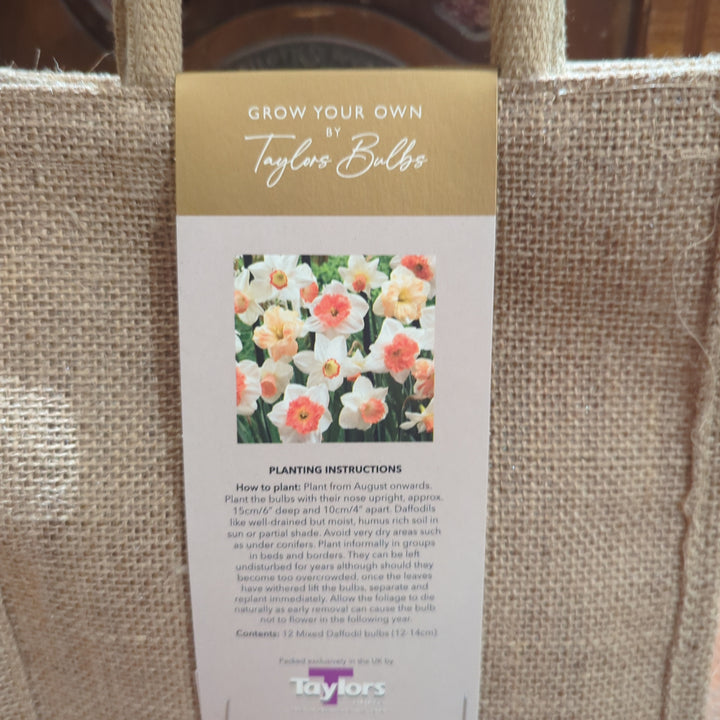 GROW YOUR OWN
BY
Taylors Bulbs
PLANTING INSTRUCTIONS
How to plant: Plant from August onwards.
Plant the bulbs with their nose upright, approx.
15cm/6" deep and 10cm/4" apart. Daffodils
like well-drained but moist, humus rich soil in
sun or partial shade. Avoid very dry areas such
as under conifers. Plant informally in groups
in beds and borders. They can be left
undisturbed for years although should they
become too overcrowded, once the leaves
have withered lift the bulbs, separate and
replant immediately. Allow the foliage to die
naturally as early removal can cause the bulb
not to flower in the following year.
Contents: 12 Mixed Daffodil bulbs (12-14cm)
Packed exclusively in the UK by
Taylors